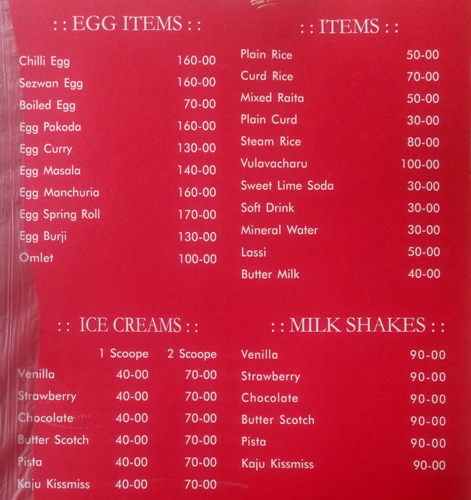 : : EGG ITEMS : :
Chilli Egg 160-00
Sezwan Egg 160-00
Boiled Egg 70-00
Egg Pakoda 160-00
Egg Curry 130-00
Egg Masala 140-00
Egg Manchuria 160-00
Egg Spring Roll 170-00
Egg Burji 130-00
Omlet 100-00
: : ITEMS : :
Plain Rice 50-00
Curd Rice 70-00
Mixed Raita 50-00
Plain Curd 30-00
Steam Rice 80-00
Vulavacharu 100-00
Sweet Lime Soda 30-00
Soft Drink 30-00
Mineral Water 30-00
Lassi 50-00
Butter Milk 40-00
: : ICE CREAMS : :
1 Scoope 2 Scoope
Venilla 40-00 70-00
Strawberry 40-00 70-00
Chocolate 40-00 70-00
Butter Scotch 40-00 70-00
Pista 40-00 70-00
Kaju Kissmiss 40-00 70-00
: : MILK SHAKES : :
Venilla 90-00
Strawberry 90-00
Chocolate 90-00
Butter Scotch 90-00
Pista 90-00
Kaju Kissmiss 90-00